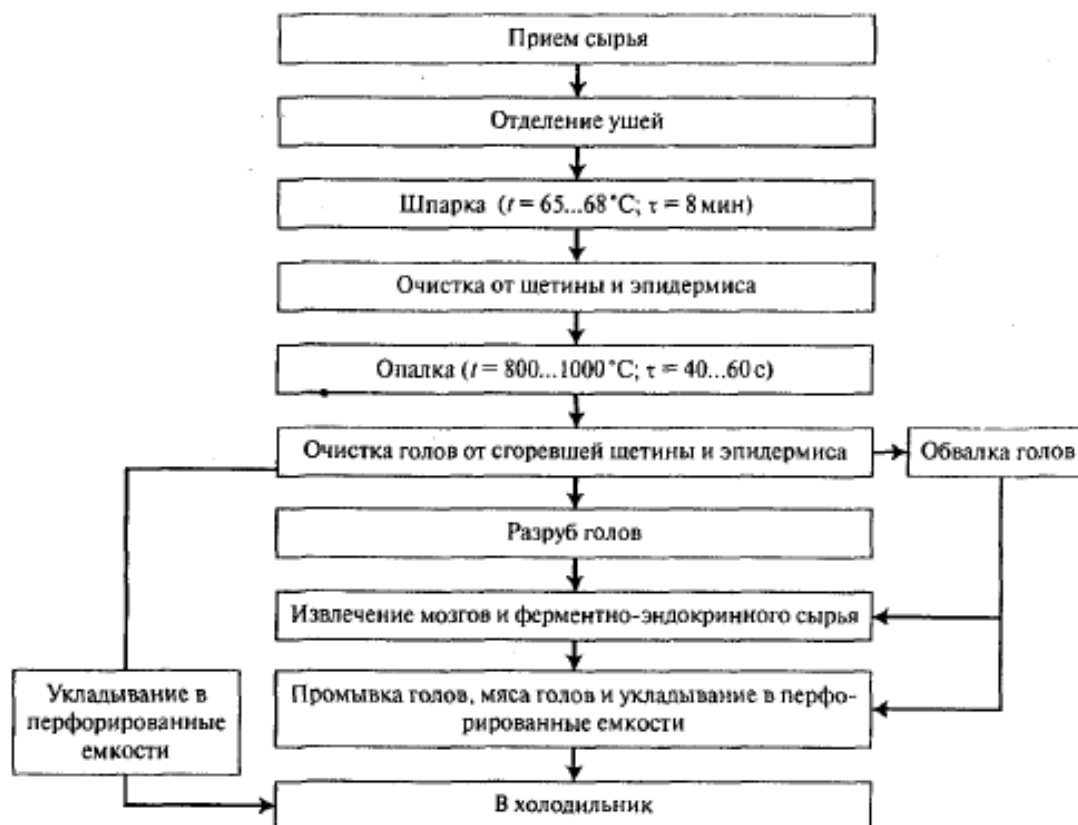 Прием сырья
Отделение ушей
Шпарка (t = 65...68 °С; τ = 8 мин)
Очистка от щетины и эпидермиса
Опалка (t = 800...1000 °С; τ = 40...60 с)
Очистка голов от сгоревшей щетины и эпидермиса
Обвалка голов
Разруб голов
Извлечение мозгов и ферментно-эндокринного сырья
Укладывание в
перфорированные
емкости
Промывка голов, мяса голов и укладывание в перфо-
рированные емкости
В холодильник